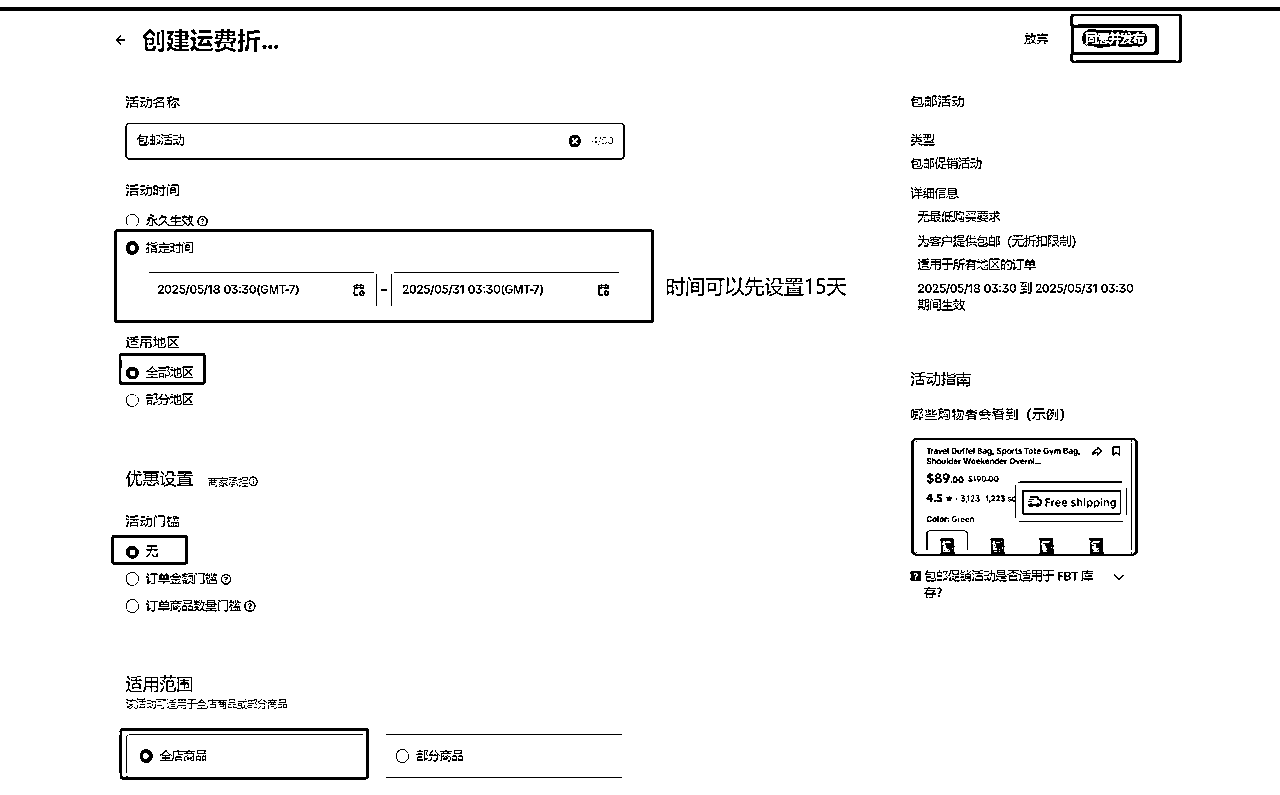 创建运费折...
放弃
同意并发布
活动名称
包邮活动
4/50
活动时间
永久生效
指定时间
2025/05/18 03:30(GMT-7)
–
2025/05/31 03:30(GMT-7)
时间可以先设置15天
适用地区
全部地区
部分地区
优惠设置
商家承担
活动门槛
无
订单金额门槛
订单商品数量门槛
适用范围
该活动可适用于全店商品或部分商品
全店商品
部分商品
包邮活动
类型
包邮促销活动
详细信息
无最低购买要求
为客户提供包邮（无折扣限制）
适用于所有地区的订单
2025/05/18 03:30 到 2025/05/31 03:30
期间生效
活动指南
哪些购物者会看到（示例）
Travel Duffel Bag, Sports Tote Gym Bag,
Shoulder Weekender Overni...
$89.00 $190.00
4.5 ★ · 3,123 1,223 so
Free shipping
Color: Green
包邮促销活动是否适用于 FBT 库
存?